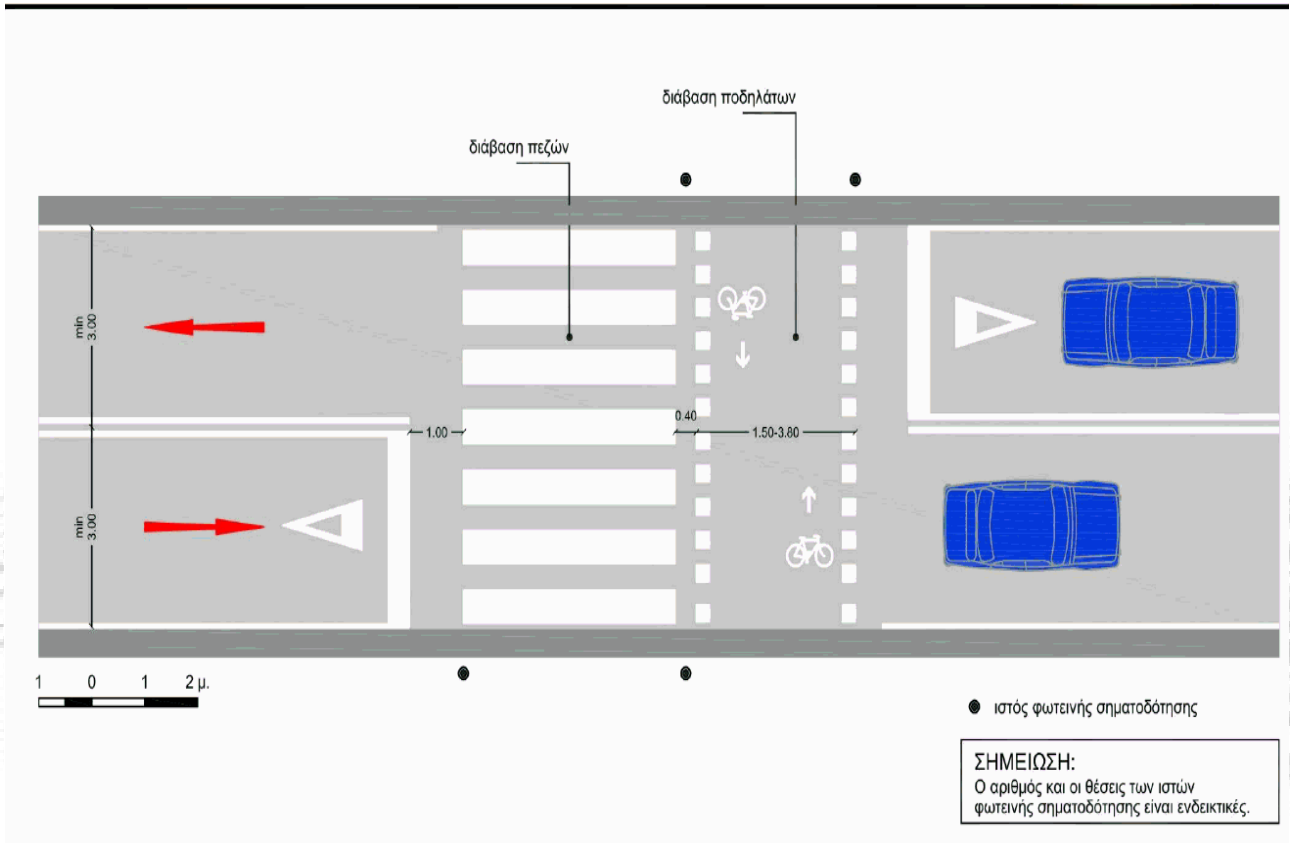 διάβαση ποδηλάτων
διάβαση πεζών
min
3.00
0.40
1.00
1.50-3.80
min
3.00
1 0 1 2 μ.
ιστός φωτεινής σηματοδότησης
ΣΗΜΕΙΩΣΗ:
Ο αριθμός και οι θέσεις των ιστών
φωτεινής σηματοδότησης είναι ενδεικτικές.